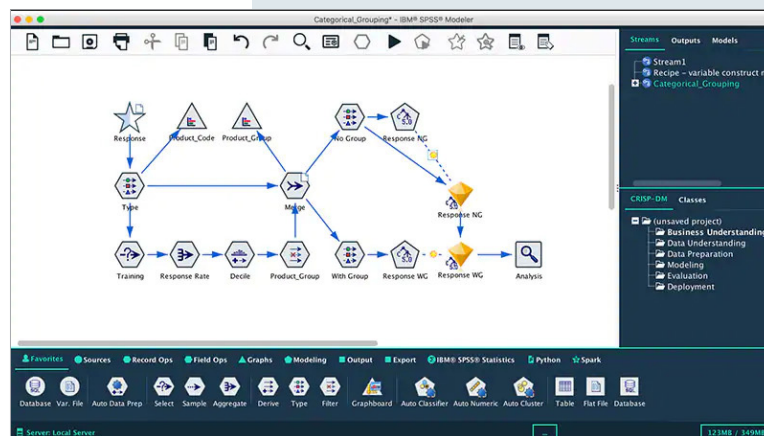 Categorical_Grouping* - IBM® SPSS® Modeler
Streams Outputs Models
Stream1
Recipe - variable construct
Categorical_Grouping
Response
Product_Code
Product_Group
No Group
Response NG
Type
Merge
Response NG
Training
Response Rate
Decile
Product_Group
With Group
Response WG
Response WG
Analysis
CRISP-DM Classes
(unsaved project)
Business Understanding
Data Understanding
Data Preparation
Modeling
Evaluation
Deployment
Favorites Sources Record Ops Field Ops Graphs Modeling Output Export IBM® SPSS® Statistics Python Spark
Database Var. File Auto Data Prep Select Sample Aggregate Derive Type Filter Graphboard Auto Classifier Auto Numeric Auto Cluster Table Flat File Database
Server: Local Server
123MB / 349MB